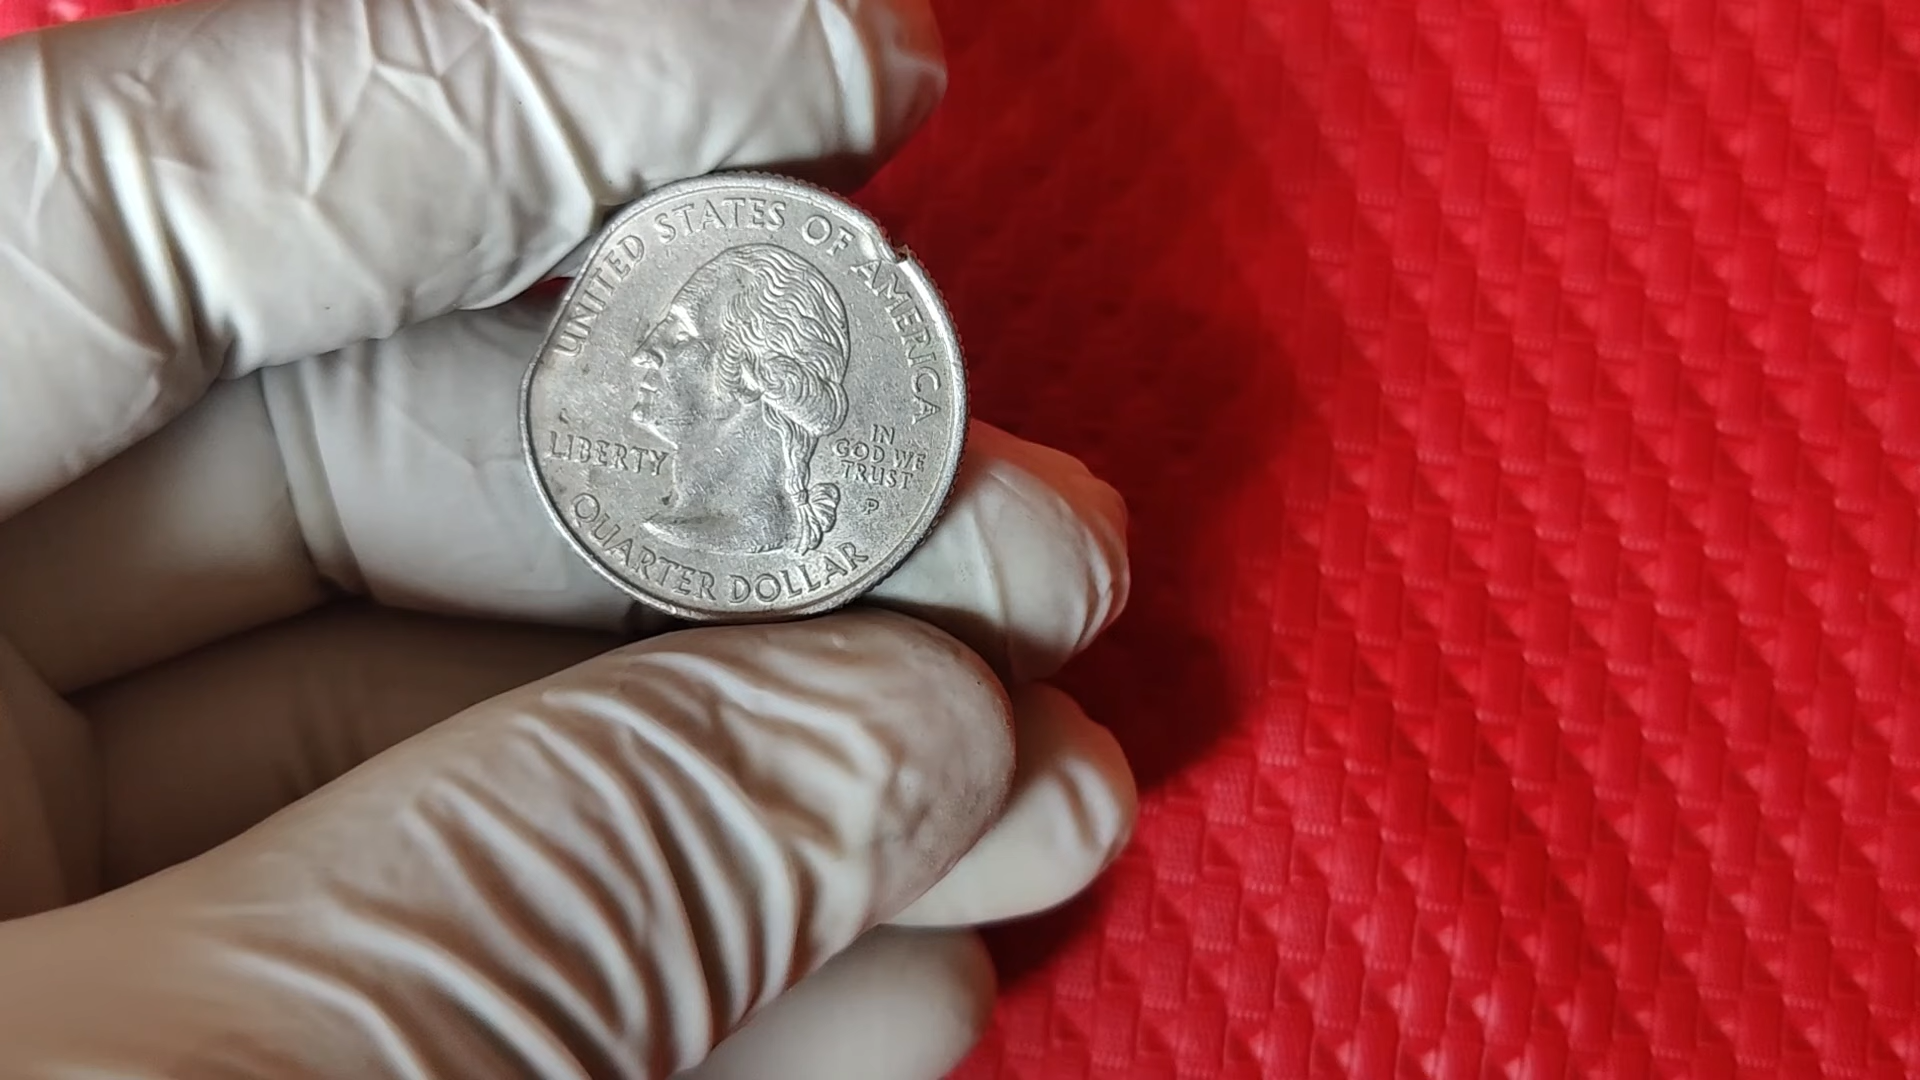 UNITED STATES OF AMERICA
LIBERTY
IN
GOD WE
TRUST
P
QUARTER DOLLAR